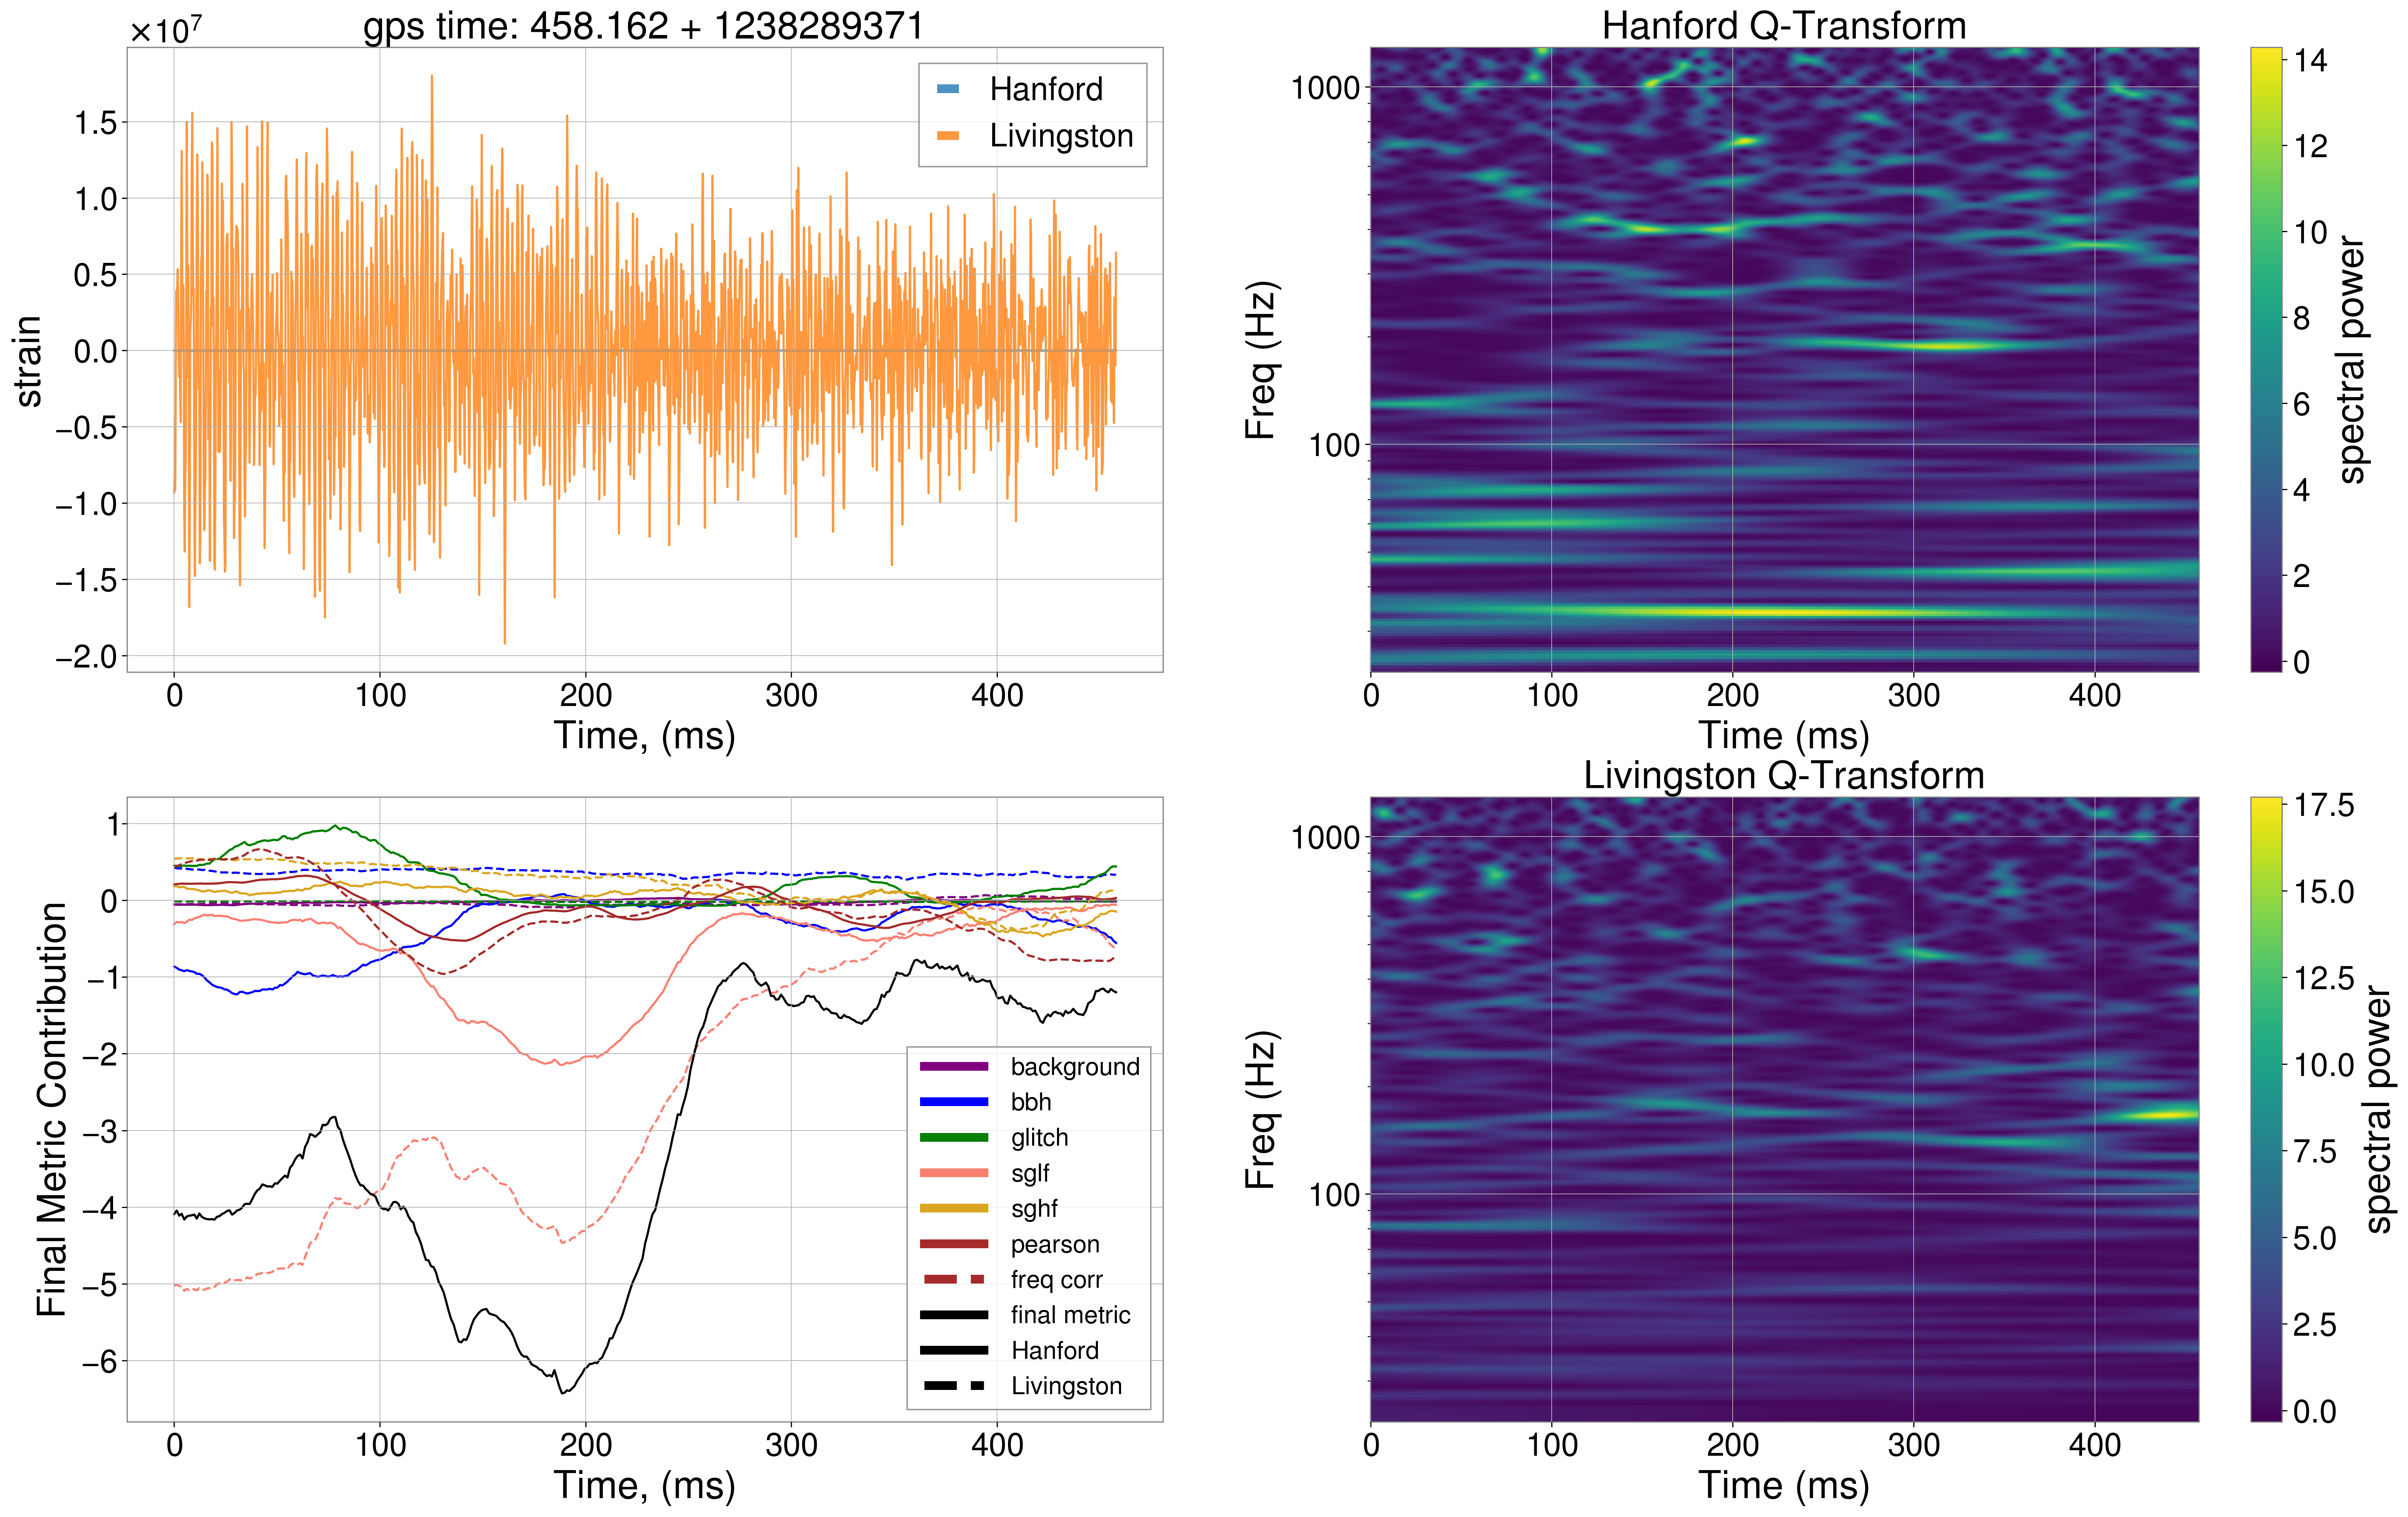 ×10⁷
gps time: 458.162 + 1238289371
Hanford
Livingston
1.5
1.0
0.5
0.0
−0.5
−1.0
−1.5
−2.0
strain
0 100 200 300 400
Time, (ms)
Hanford Q-Transform
1000
100
Freq (Hz)
0 100 200 300 400
Time (ms)
14
12
10
8
6
4
2
0
spectral power
1
0
−1
−2
−3
−4
−5
−6
Final Metric Contribution
background
bbh
glitch
sglf
sghf
pearson
freq corr
final metric
Hanford
Livingston
0 100 200 300 400
Time, (ms)
Livingston Q-Transform
1000
100
Freq (Hz)
0 100 200 300 400
Time (ms)
17.5
15.0
12.5
10.0
7.5
5.0
2.5
0.0
spectral power